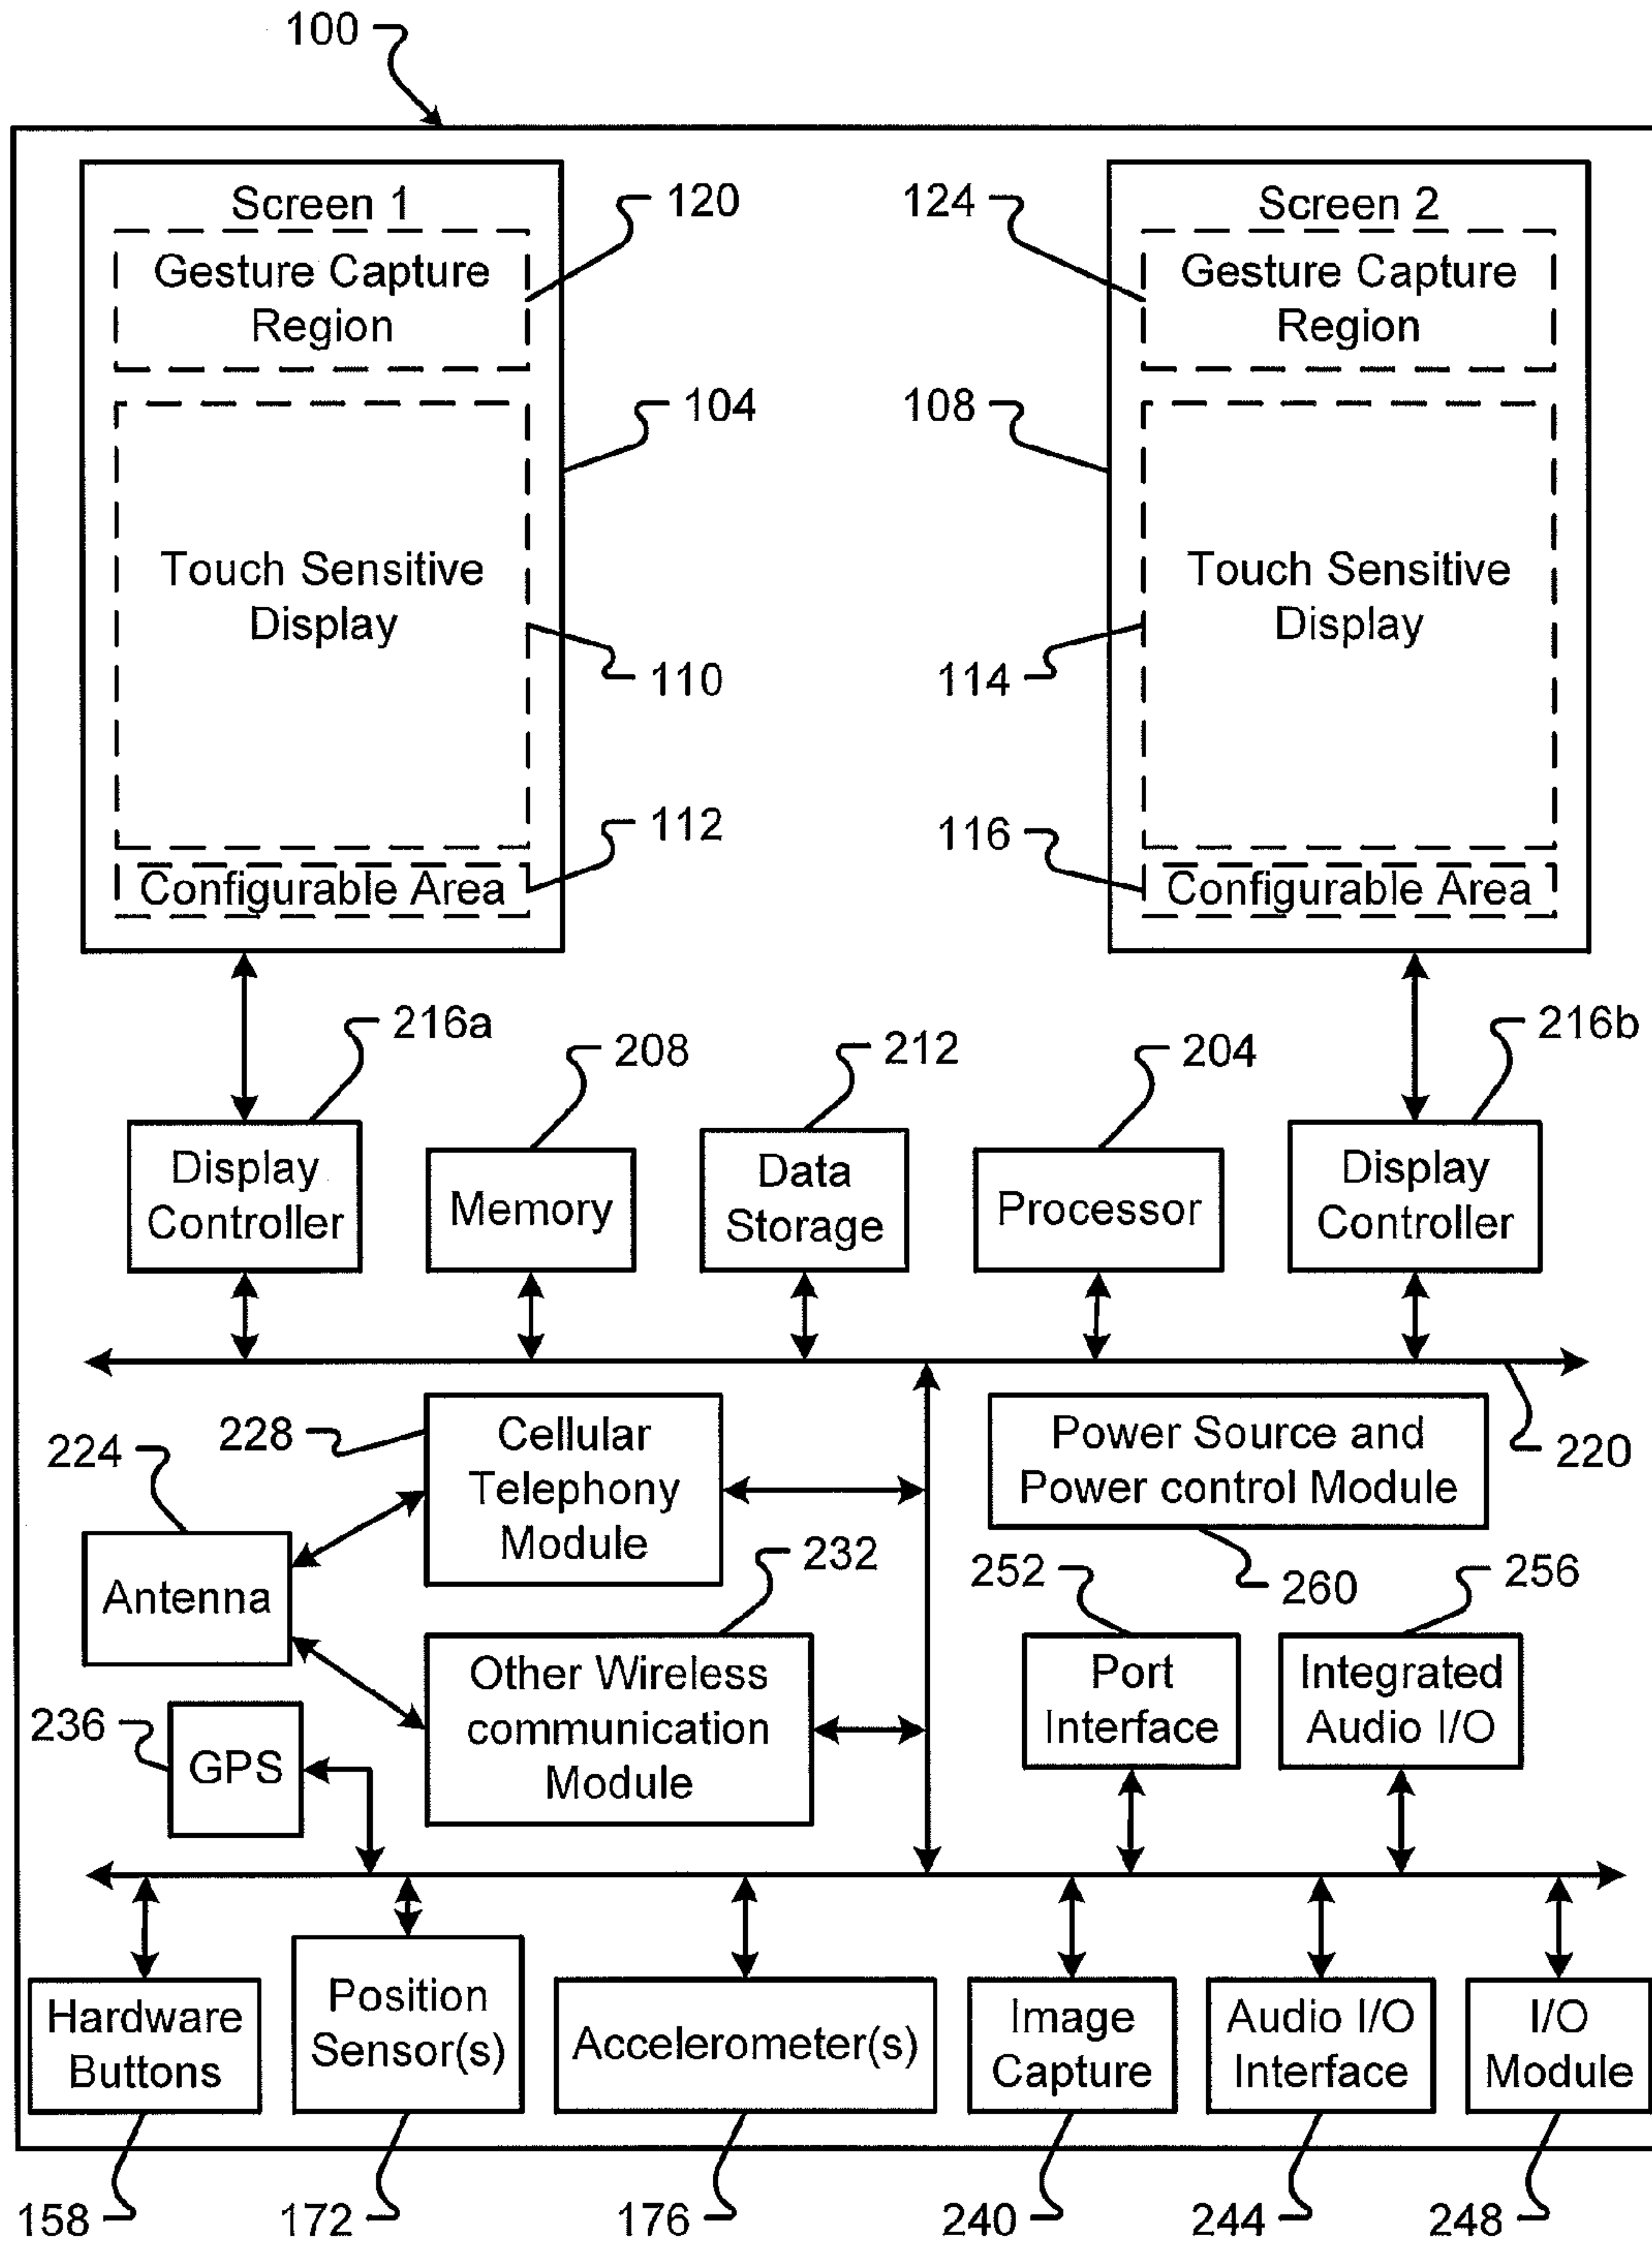 100
Screen 1
120
124
Screen 2
Gesture Capture
Region
Gesture Capture
Region
104
108
Touch Sensitive
Display
Touch Sensitive
Display
110
114
112
116
Configurable Area
Configurable Area
216a
208
212
204
216b
Display
Controller
Memory
Data
Storage
Processor
Display
Controller
228
224
Cellular
Telephony
Module
Power Source and
Power control Module
220
232
252
260
256
Antenna
Other Wireless
communication
Module
Port
Interface
Integrated
Audio I/O
236
GPS
Hardware
Buttons
Position
Sensor(s)
Accelerometer(s)
Image
Capture
Audio I/O
Interface
I/O
Module
158
172
176
240
244
248